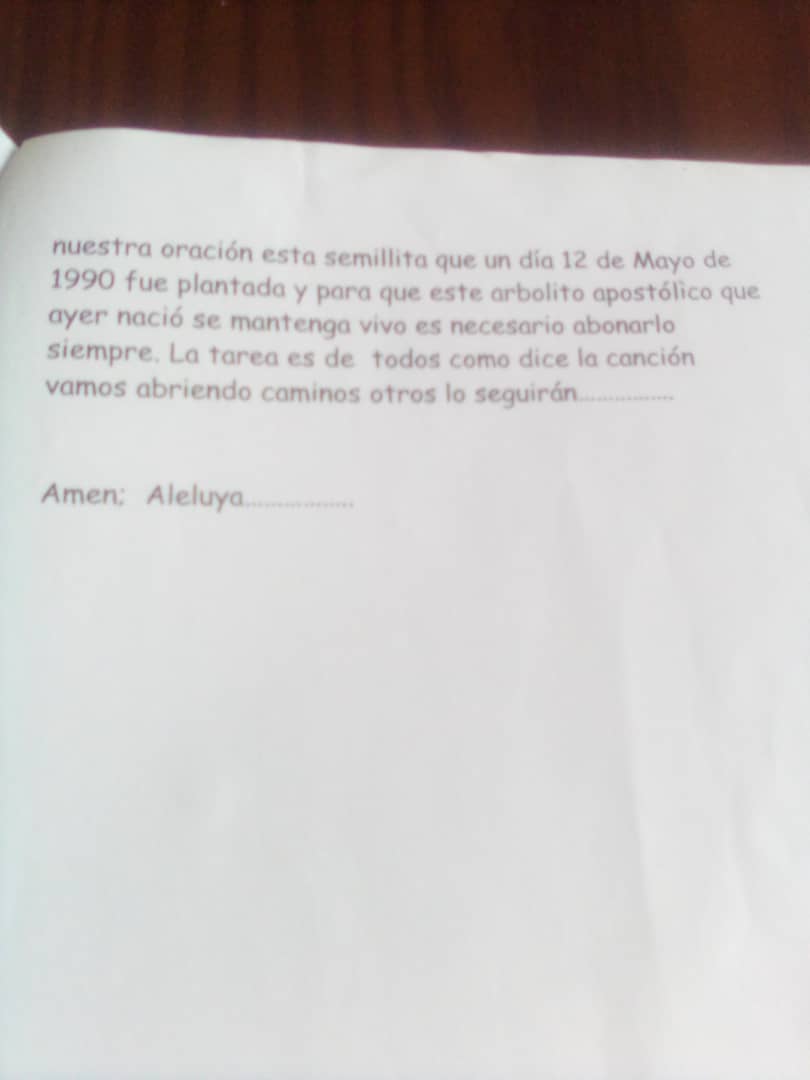 nuestra oración esta semillita que un día 12 de Mayo de
1990 fue plantada y para que este arbolito apostólico que
ayer nació se mantenga vivo es necesario abonarlo
siempre. La tarea es de todos como dice la canción
vamos abriendo caminos otros lo seguirán................
Amen; Aleluya.................